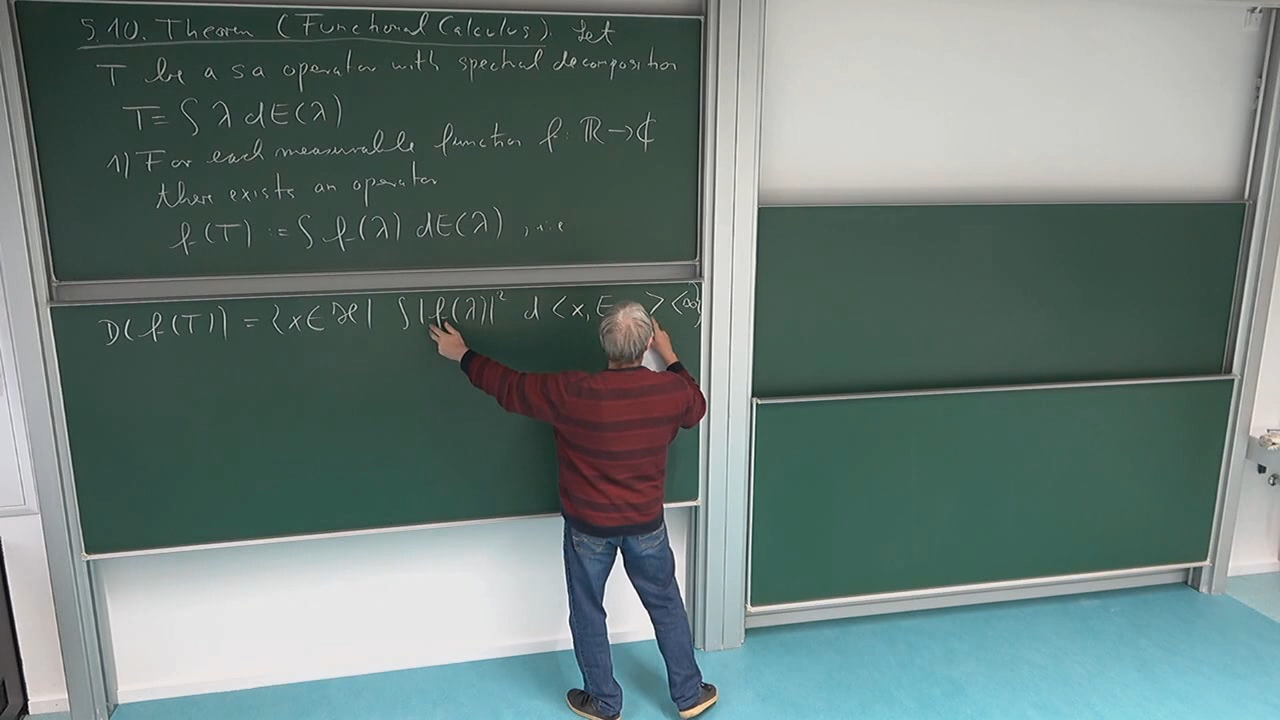 5.10. Theorem (Functional Calculus). Let
T be a sa operator with spectral decomposition
T = ∫ λ dE(λ)
1) For each measurable function f: ℝ → ℂ
there exists an operator
f(T) := ∫ f(λ) dE(λ), i.e
D(f(T)) = {x ∈ ℋ | ∫ |f(λ)|² d<x, E > < ∞}